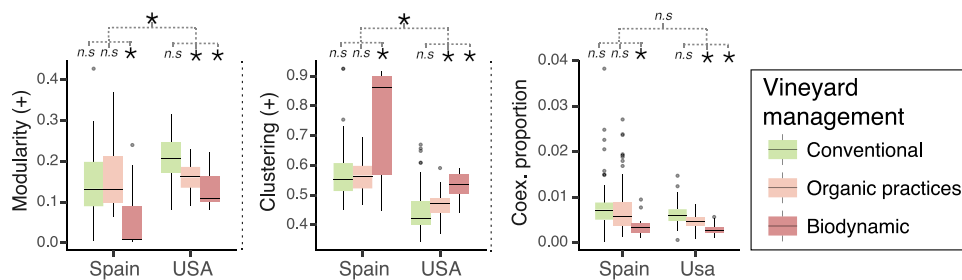 *
n.s n.s * n.s * *
Modularity (+)
0.4
0.3
0.2
0.1
0.0
Spain USA
*
n.s n.s * n.s * *
Clustering (+)
0.9
0.8
0.7
0.6
0.5
0.4
Spain USA
n.s
n.s n.s * n.s * *
Coex. proportion
0.04
0.03
0.02
0.01
0.00
Spain Usa
Vineyard
management
Conventional
Organic practices
Biodynamic